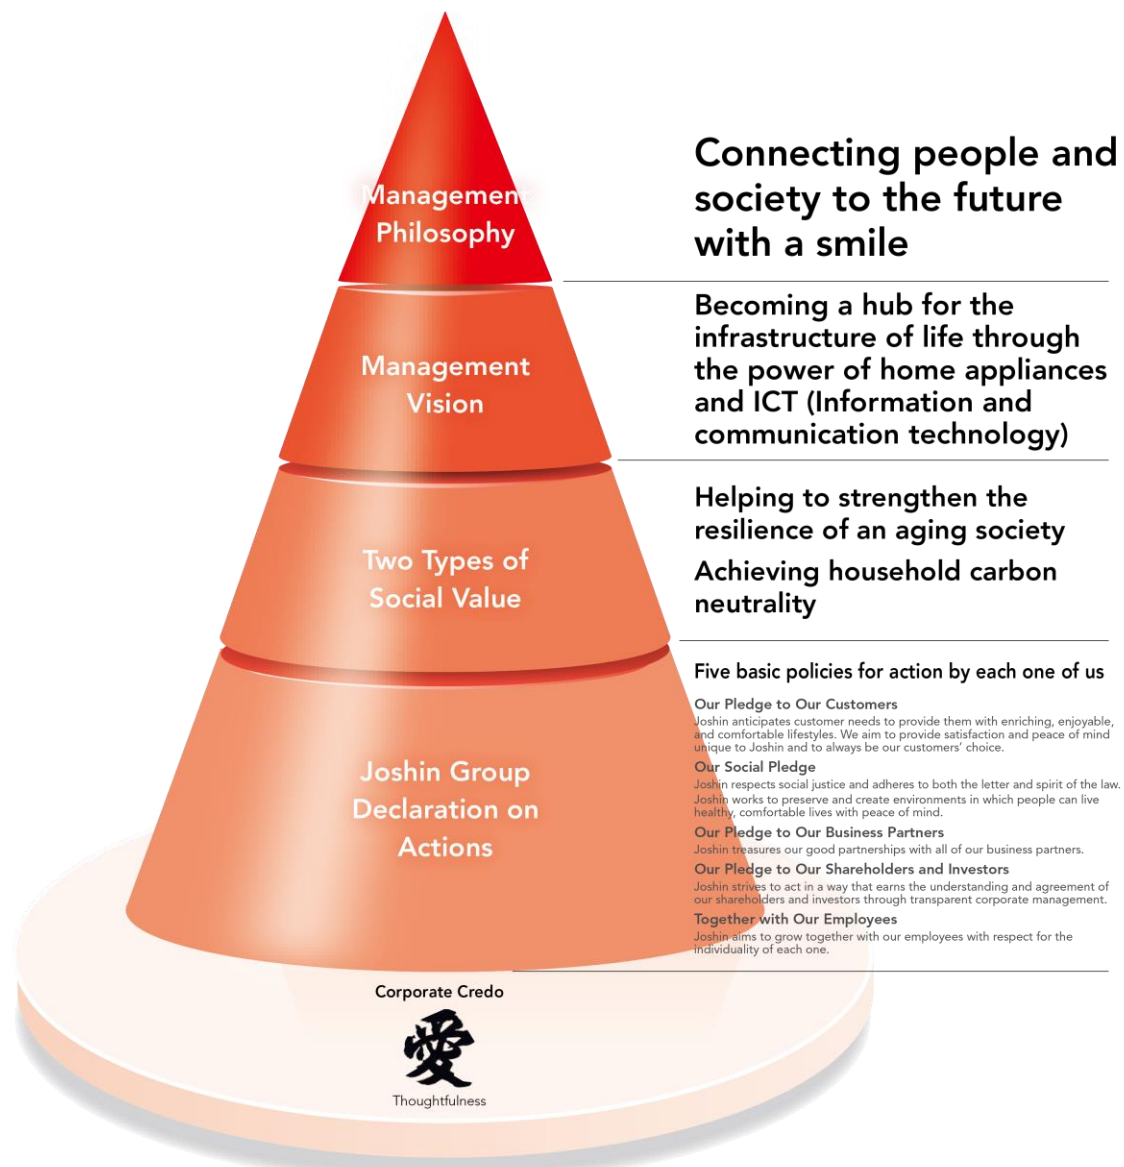 Management
Philosophy
Connecting people and
society to the future
with a smile
Management
Vision
Becoming a hub for the
infrastructure of life through
the power of home appliances
and ICT (Information and
communication technology)
Two Types of
Social Value
Helping to strengthen the
resilience of an aging society
Achieving household carbon
neutrality
Joshin Group
Declaration on
Actions
Five basic policies for action by each one of us
Our Pledge to Our Customers
Joshin anticipates customer needs to provide them with enriching, enjoyable,
and comfortable lifestyles. We aim to provide satisfaction and peace of mind
unique to Joshin and to always be our customers’ choice.
Our Social Pledge
Joshin respects social justice and adheres to both the letter and spirit of the law.
Joshin works to preserve and create environments in which people can live
healthy, comfortable lives with peace of mind.
Our Pledge to Our Business Partners
Joshin treasures our good partnerships with all of our business partners.
Our Pledge to Our Shareholders and Investors
Joshin strives to act in a way that earns the understanding and agreement of
our shareholders and investors through transparent corporate management.
Together with Our Employees
Joshin aims to grow together with our employees with respect for the
individuality of each one.
Corporate Credo
愛
Thoughtfulness